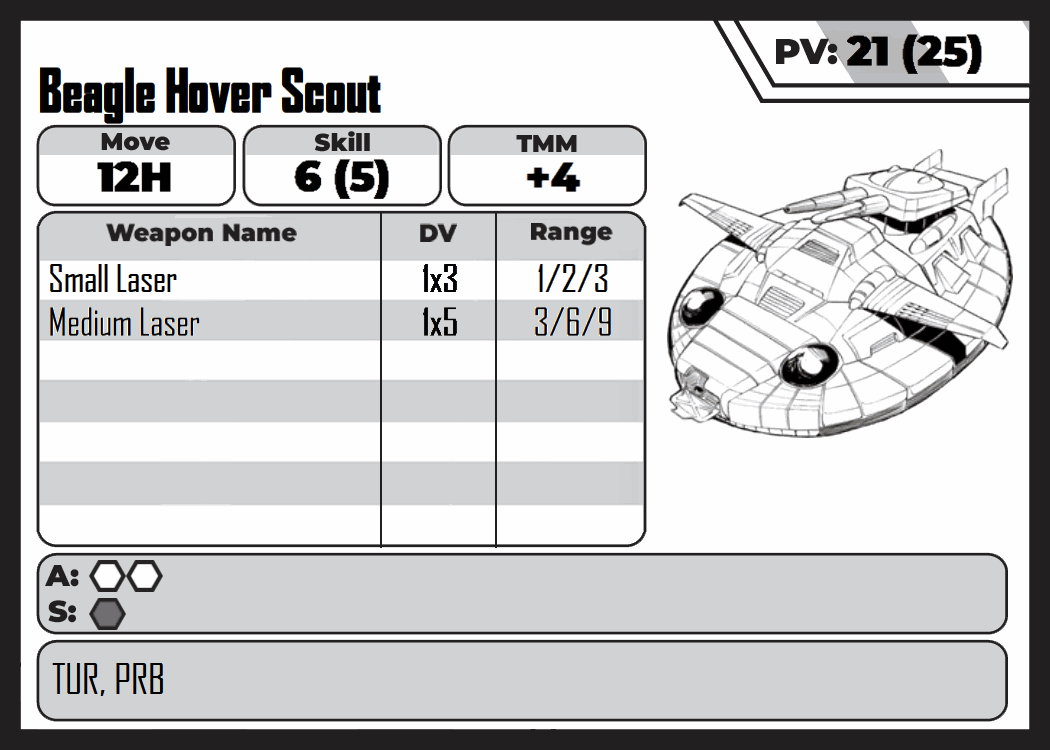 PV: 21 (25)
Beagle Hover Scout
Move Skill TMM
12H 6 (5) +4
Weapon Name DV Range
Small Laser 1x3 1/2/3
Medium Laser 1x5 3/6/9
A:
S:
TUR, PRB